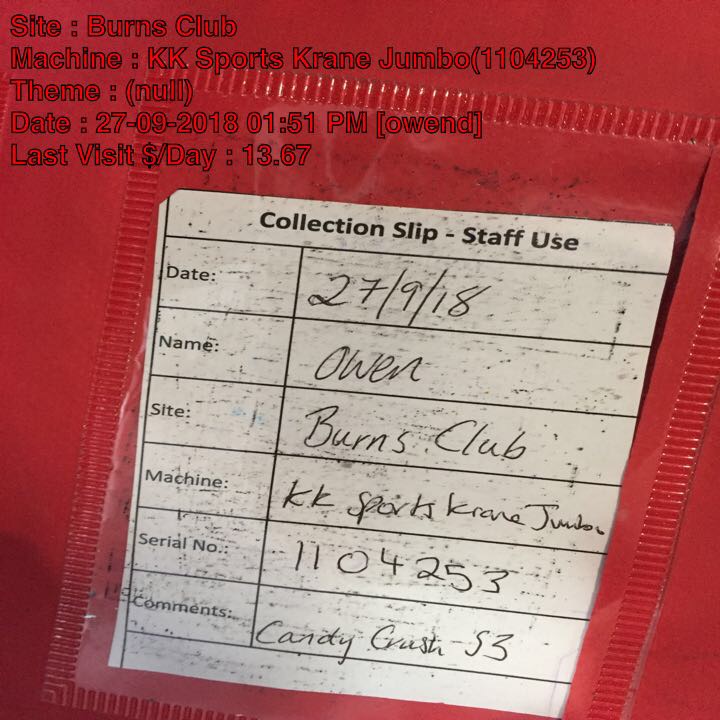 Site : Burns Club
Machine : KK Sports Krane Jumbo(1104253)
Theme : (null)
Date : 27-09-2018 01:51 PM [owend]
Last Visit $/Day : 13.67
Collection Slip - Staff Use
Date: 27/9/18
Name: Owen
Site: Burns Club
Machine: KK Sports Krane Jumbo
Serial No.: 1104253
Comments: Candy Crush S3